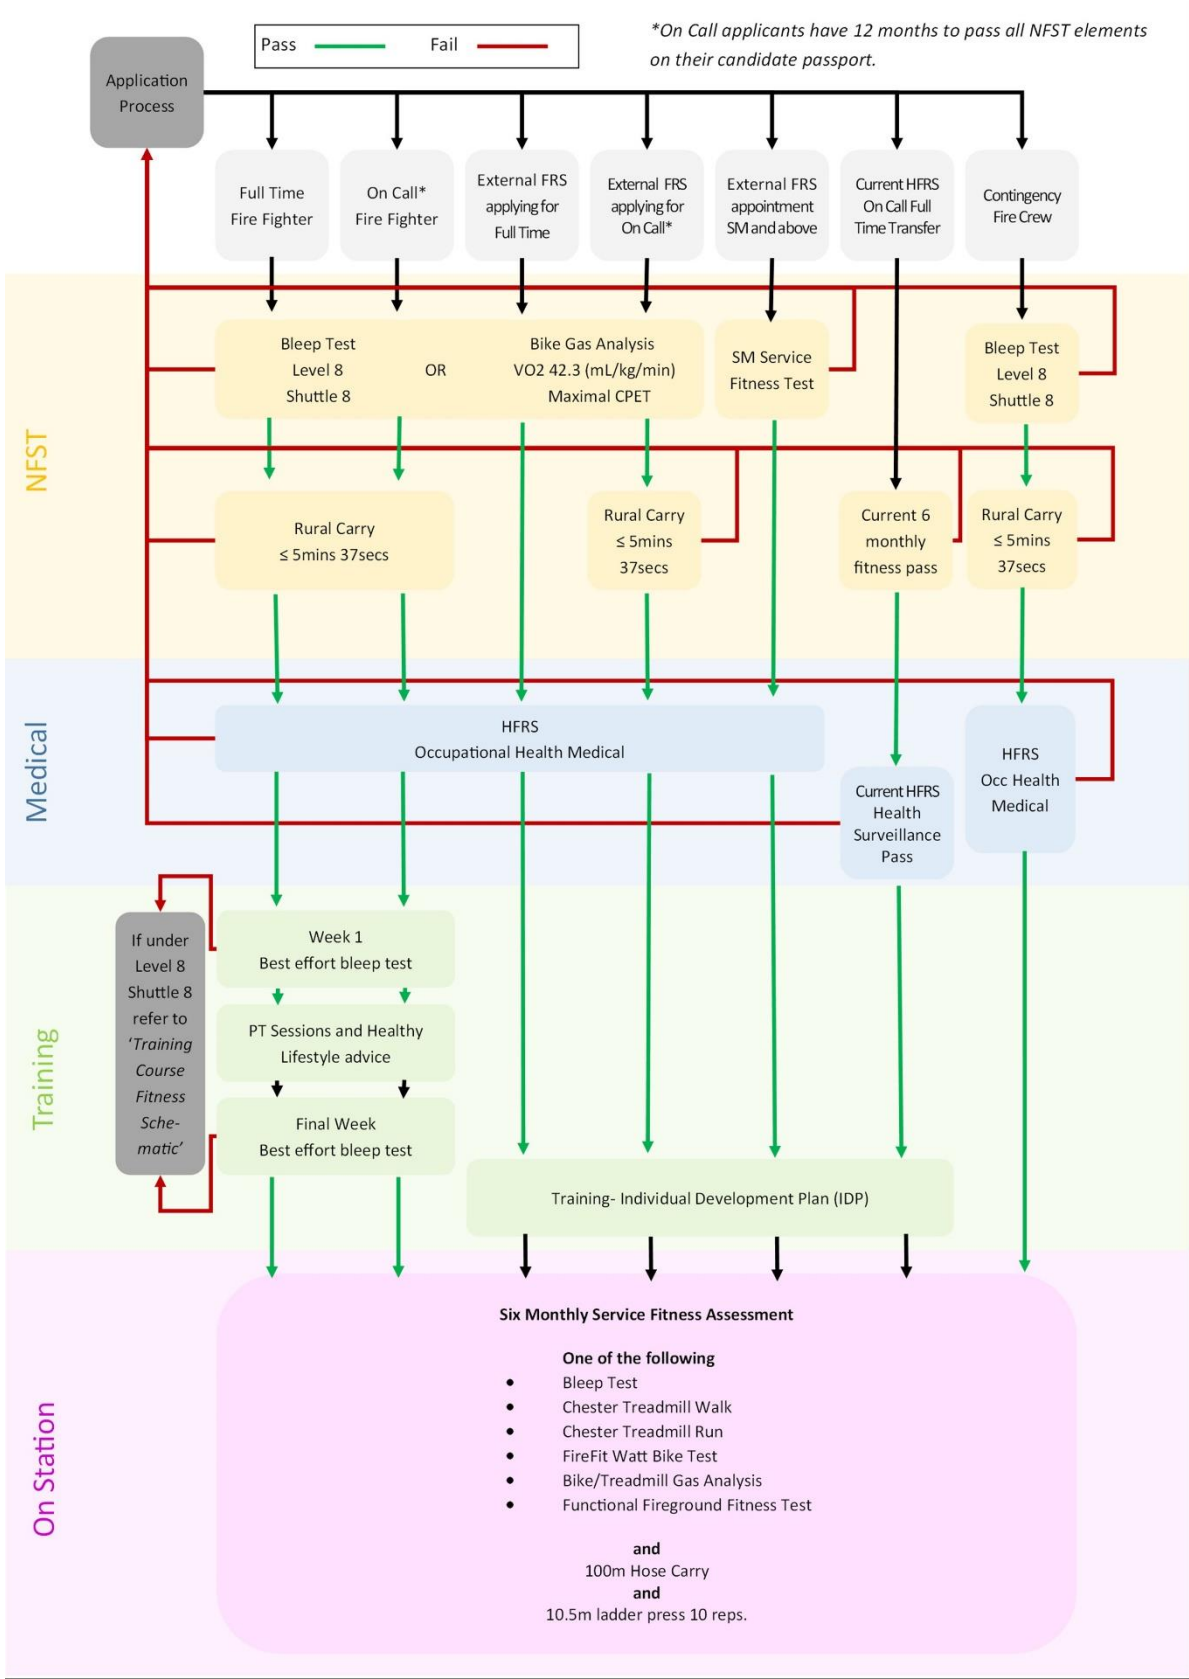 Pass
Fail
*On Call applicants have 12 months to pass all NFST elements
on their candidate passport.
Application
Process
Full Time
Fire Fighter
On Call*
Fire Fighter
External FRS
applying for
Full Time
External FRS
applying for
On Call*
External FRS
appointment
SM and above
Current HFRS
On Call Full
Time Transfer
Contingency
Fire Crew
NFST
Bleep Test
Level 8
Shuttle 8
OR
Bike Gas Analysis
VO2 42.3 (mL/kg/min)
Maximal CPET
SM Service
Fitness Test
Bleep Test
Level 8
Shuttle 8
Rural Carry
≤ 5mins 37secs
Rural Carry
≤ 5mins
37secs
Current 6
monthly
fitness pass
Rural Carry
≤ 5mins
37secs
Medical
HFRS
Occupational Health Medical
Current HFRS
Health
Surveillance
Pass
HFRS
Occ Health
Medical
Training
If under
Level 8
Shuttle 8
refer to
‘Training
Course
Fitness
Sche-
matic’
Week 1
Best effort bleep test
PT Sessions and Healthy
Lifestyle advice
Final Week
Best effort bleep test
Training- Individual Development Plan (IDP)
On Station
Six Monthly Service Fitness Assessment
One of the following
• Bleep Test
• Chester Treadmill Walk
• Chester Treadmill Run
• FireFit Watt Bike Test
• Bike/Treadmill Gas Analysis
• Functional Fireground Fitness Test
and
100m Hose Carry
and
10.5m ladder press 10 reps.